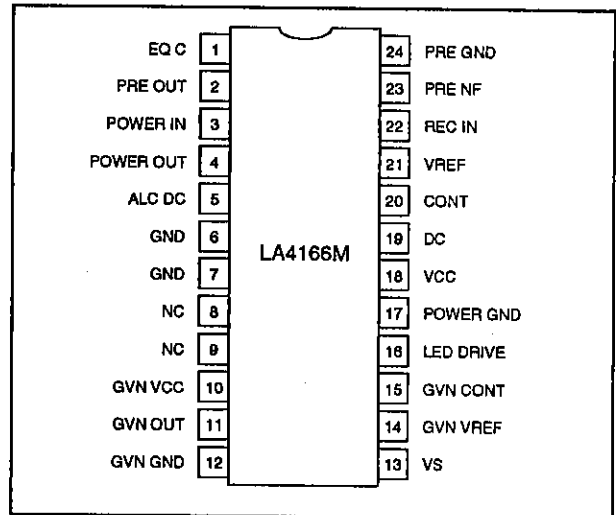 EQ C 1 24 PRE GND
PRE OUT 2 23 PRE NF
POWER IN 3 22 REC IN
POWER OUT 4 21 VREF
ALC DC 5 20 CONT
GND 6 19 DC
LA4166M
GND 7 18 VCC
NC 8 17 POWER GND
NC 9 16 LED DRIVE
GVN VCC 10 15 GVN CONT
GVN OUT 11 14 GVN VREF
GVN GND 12 13 VS